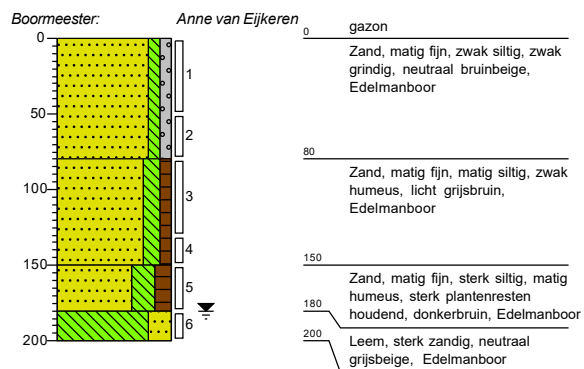 Boormeester: Anne van Eijkeren
0
50
100
150
200
1
2
3
4
5
6
0 gazon
Zand, matig fijn, zwak siltig, zwak
grindig, neutraal bruinbeige,
Edelmanboor
80
Zand, matig fijn, matig siltig, zwak
humeus, licht grijsbruin,
Edelmanboor
150
Zand, matig fijn, sterk siltig, matig
humeus, sterk plantenresten
180 houdend, donkerbruin, Edelmanboor
200 Leem, sterk zandig, neutraal
grijsbeige, Edelmanboor